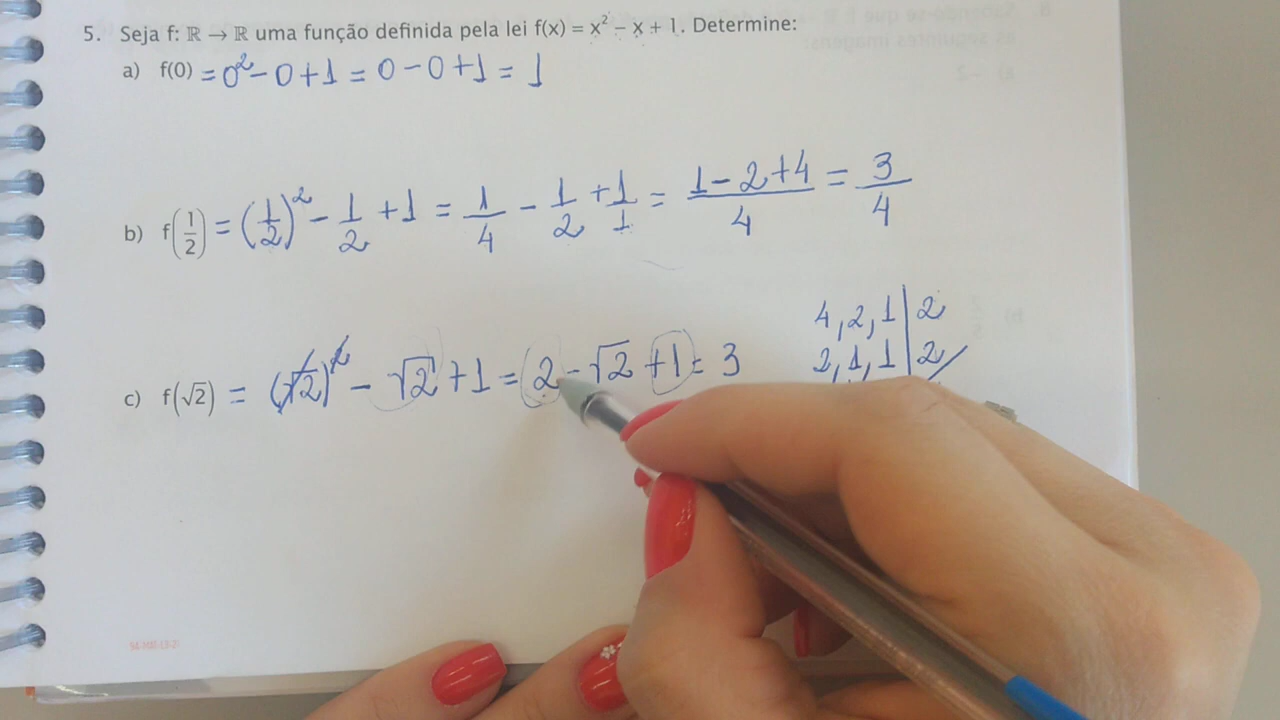 5. Seja f: ℝ → ℝ uma função definida pela lei f(x) = x² − x + 1. Determine:
a) f(0) = 0² − 0 + 1 = 0 − 0 + 1 = 1
b) f(1/2) = (1/2)² − 1/2 + 1 = 1/4 − 1/2 + 1/1 = (1 − 2 + 4)/4 = 3/4
c) f(√2) = (√2)² − √2 + 1 = 2 − √2 + 1 = 3
4, 2, 1 | 2
2, 1, 1 | 2